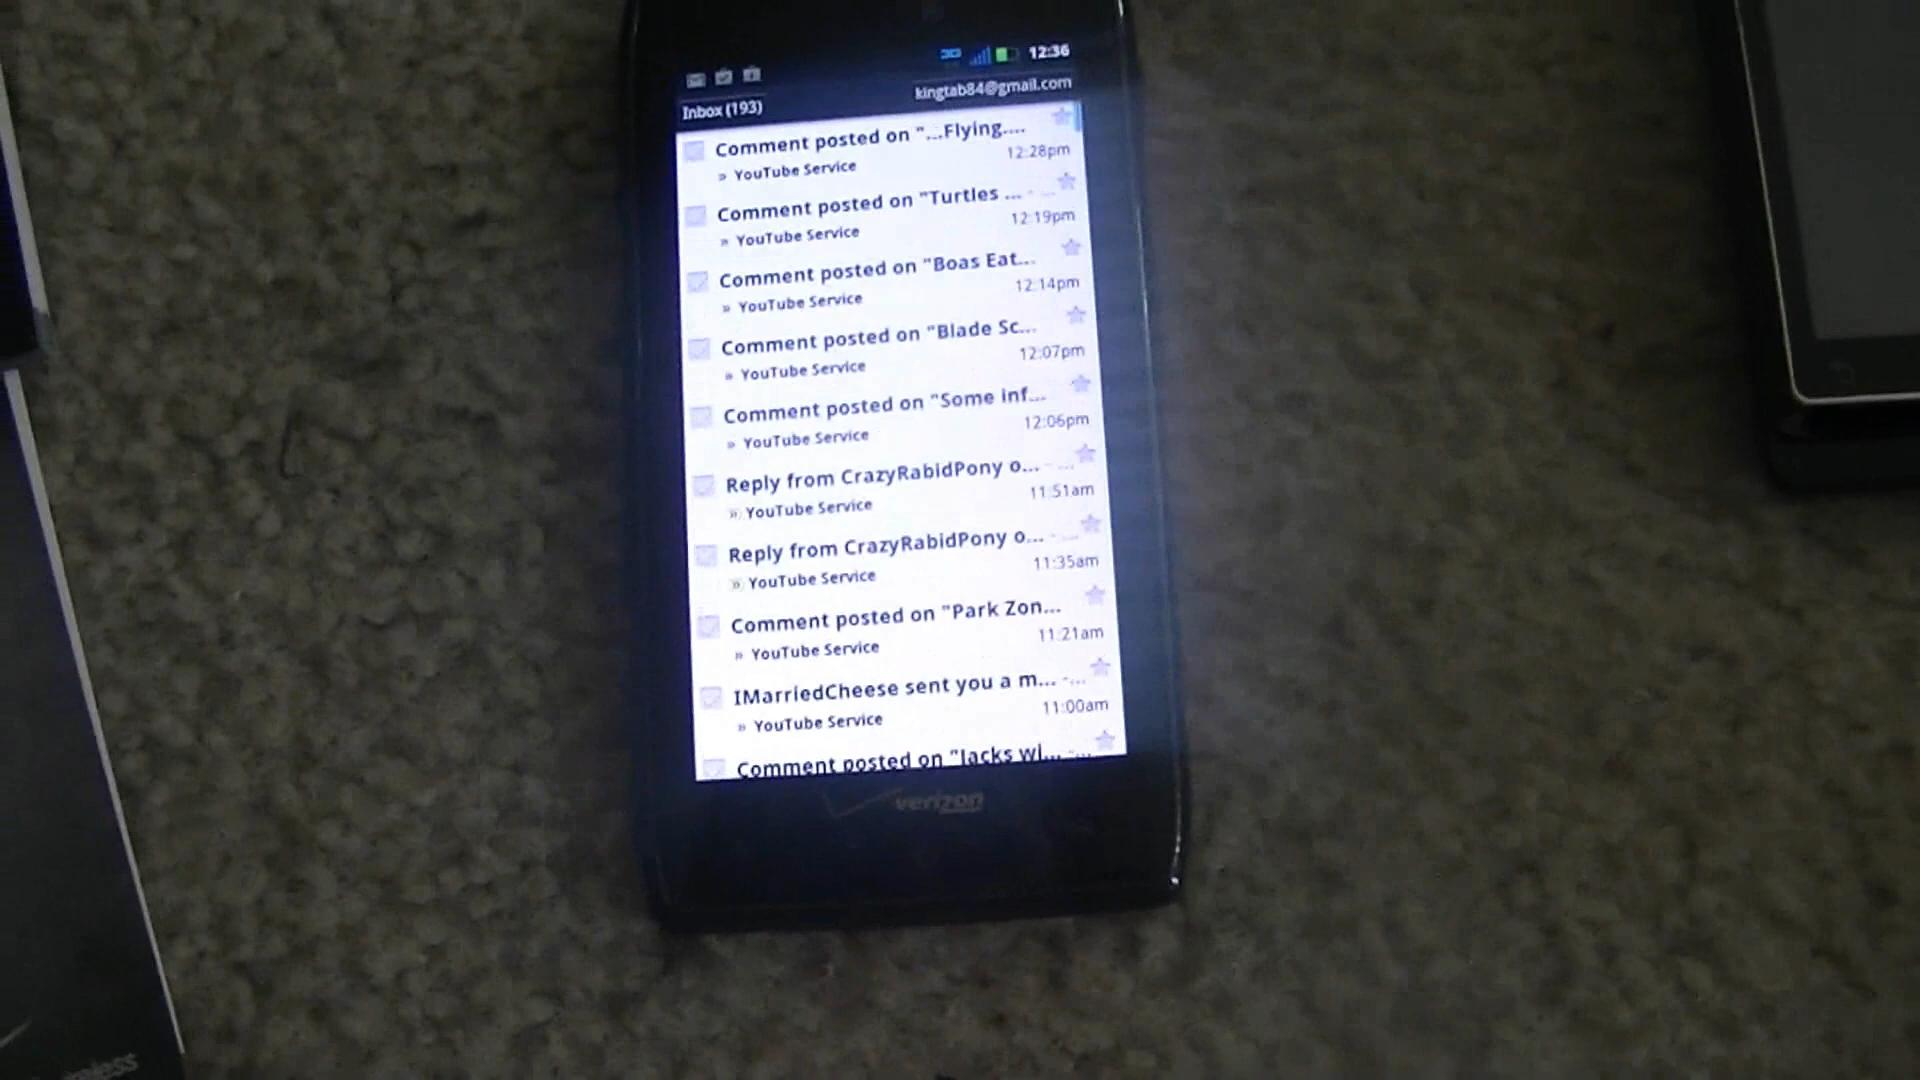 3G 12:36
Inbox (193) kingtab84@gmail.com
Comment posted on "...Flying....
» YouTube Service 12:28pm
Comment posted on "Turtles ... - ...
» YouTube Service 12:19pm
Comment posted on "Boas Eat...
» YouTube Service 12:14pm
Comment posted on "Blade Sc...
» YouTube Service 12:07pm
Comment posted on "Some inf...
» YouTube Service 12:06pm
Reply from CrazyRabidPony o... - ...
» YouTube Service 11:51am
Reply from CrazyRabidPony o... - ...
» YouTube Service 11:35am
Comment posted on "Park Zon...
» YouTube Service 11:21am
IMarriedCheese sent you a m... -...
» YouTube Service 11:00am
Comment posted on "Jacks wi... -...
verizon